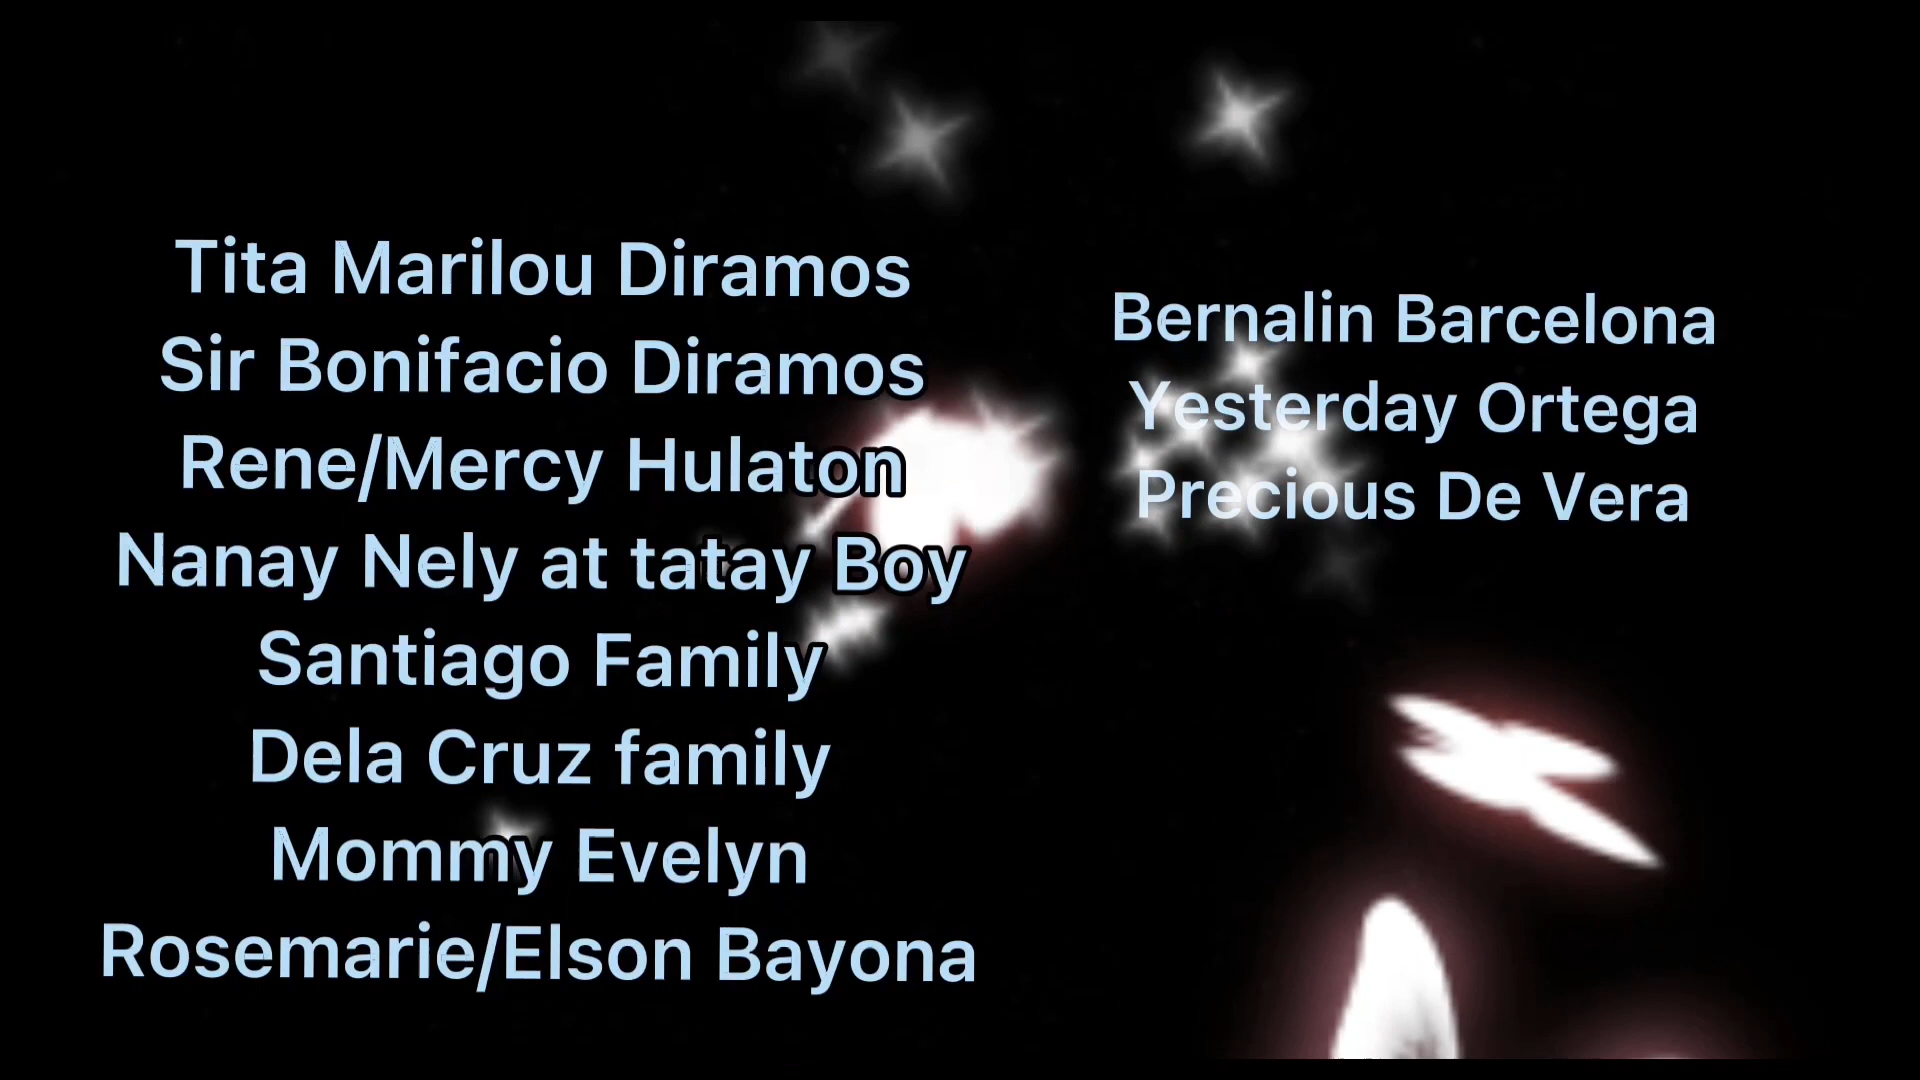 Tita Marilou Diramos
Sir Bonifacio Diramos
Rene/Mercy Hulaton
Nanay Nely at tatay Boy
Santiago Family
Dela Cruz family
Mommy Evelyn
Rosemarie/Elson Bayona
Bernalin Barcelona
Yesterday Ortega
Precious De Vera